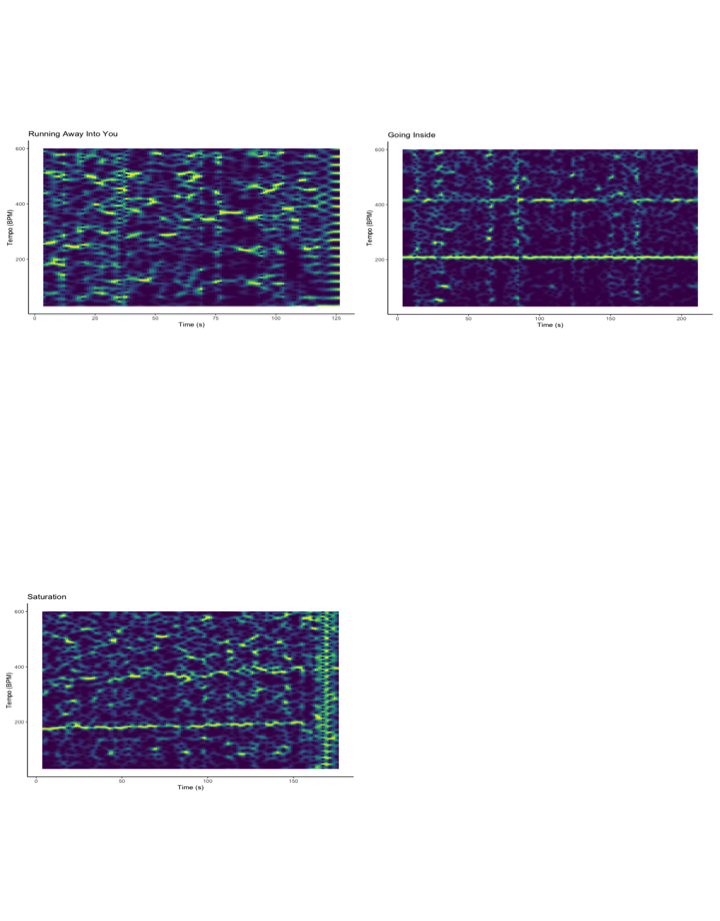 Running Away Into You
600
400
200
Tempo (BPM)
0 25 50 75 100 125
Time (s)
Going Inside
600
400
200
Tempo (BPM)
0 50 100 150 200
Time (s)
Saturation
600
400
200
Tempo (BPM)
0 50 100 150
Time (s)